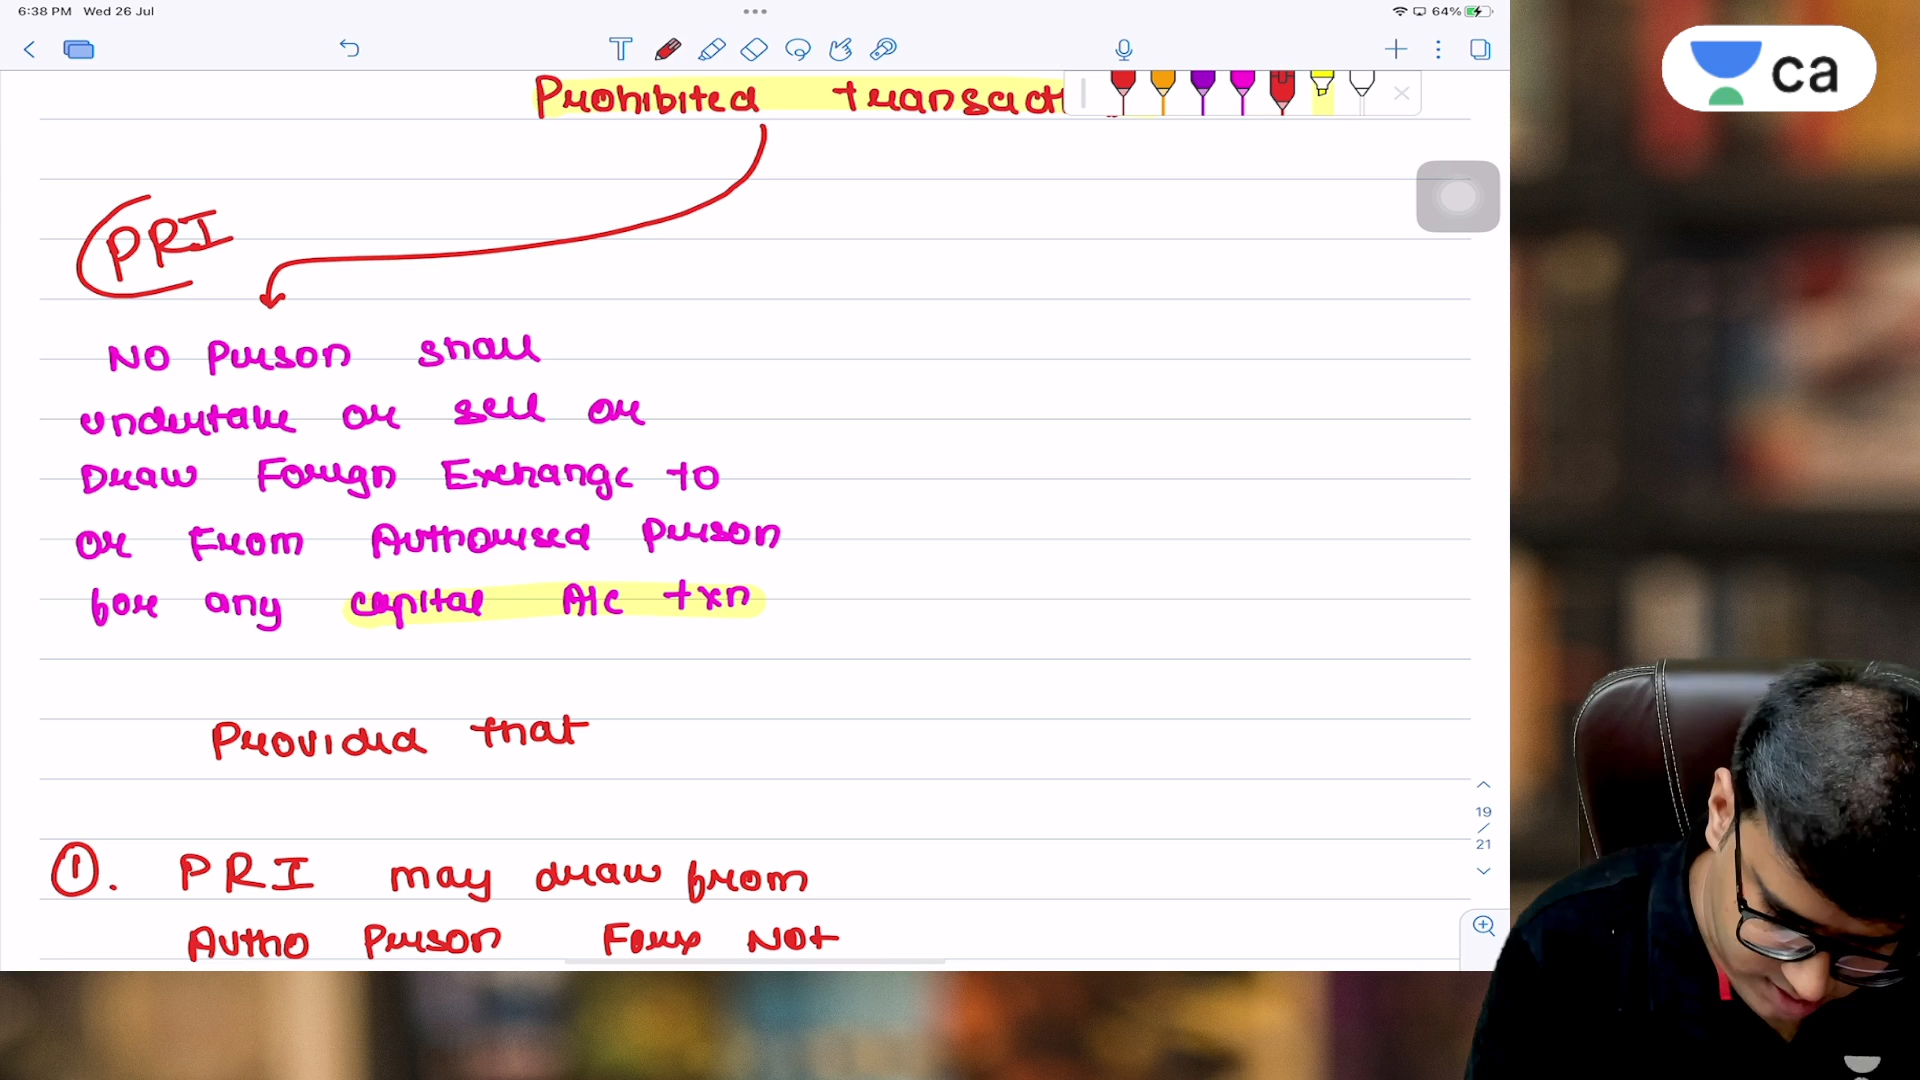 6:38 PM Wed 26 Jul
64%
ca
Prohibited transact
PRI
No Person shall
undertake or sell or
Draw Foreign Exchange to
or From Authorised Person
for any capital A/c txn
Provided that
19
/
21
①. PRI may draw from
Autho Person Forex Not